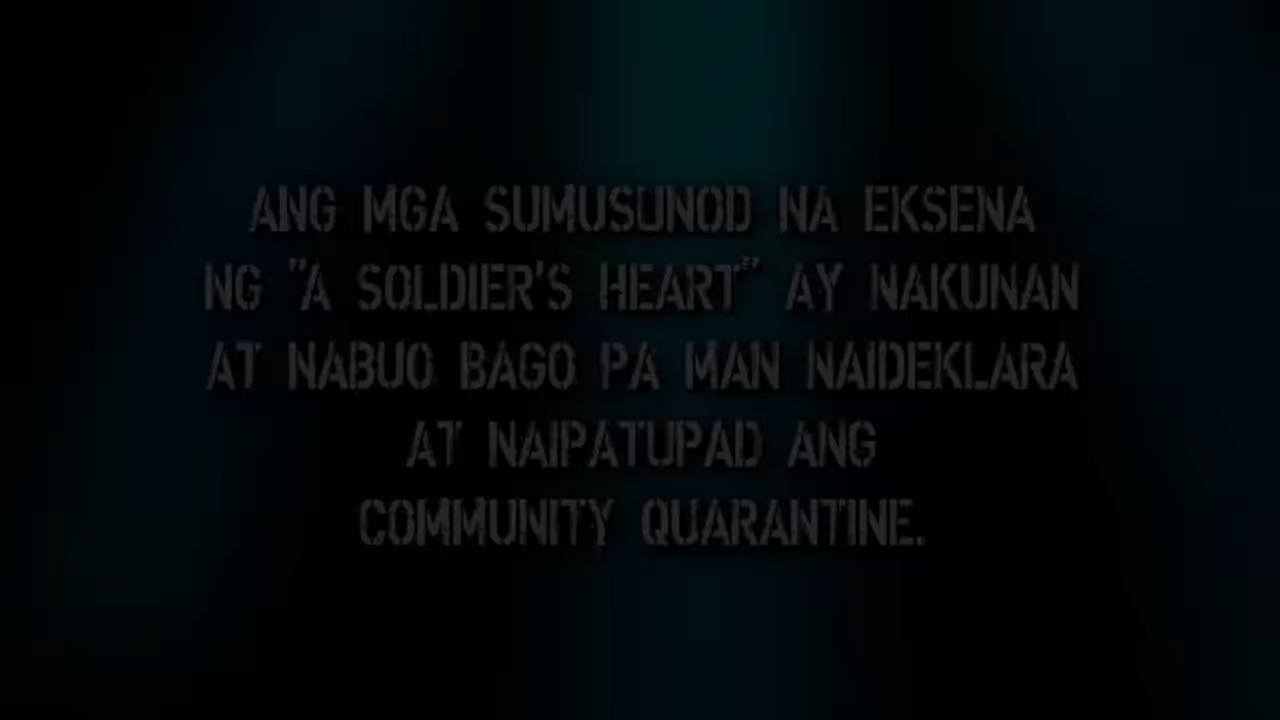 ANG MGA SUMUSUNOD NA EKSENA
NG "A SOLDIER'S HEART" AY NAKUNAN
AT NABUO BAGO PA MAN NAIDEKLARA
AT NAIPATUPAD ANG
COMMUNITY QUARANTINE.